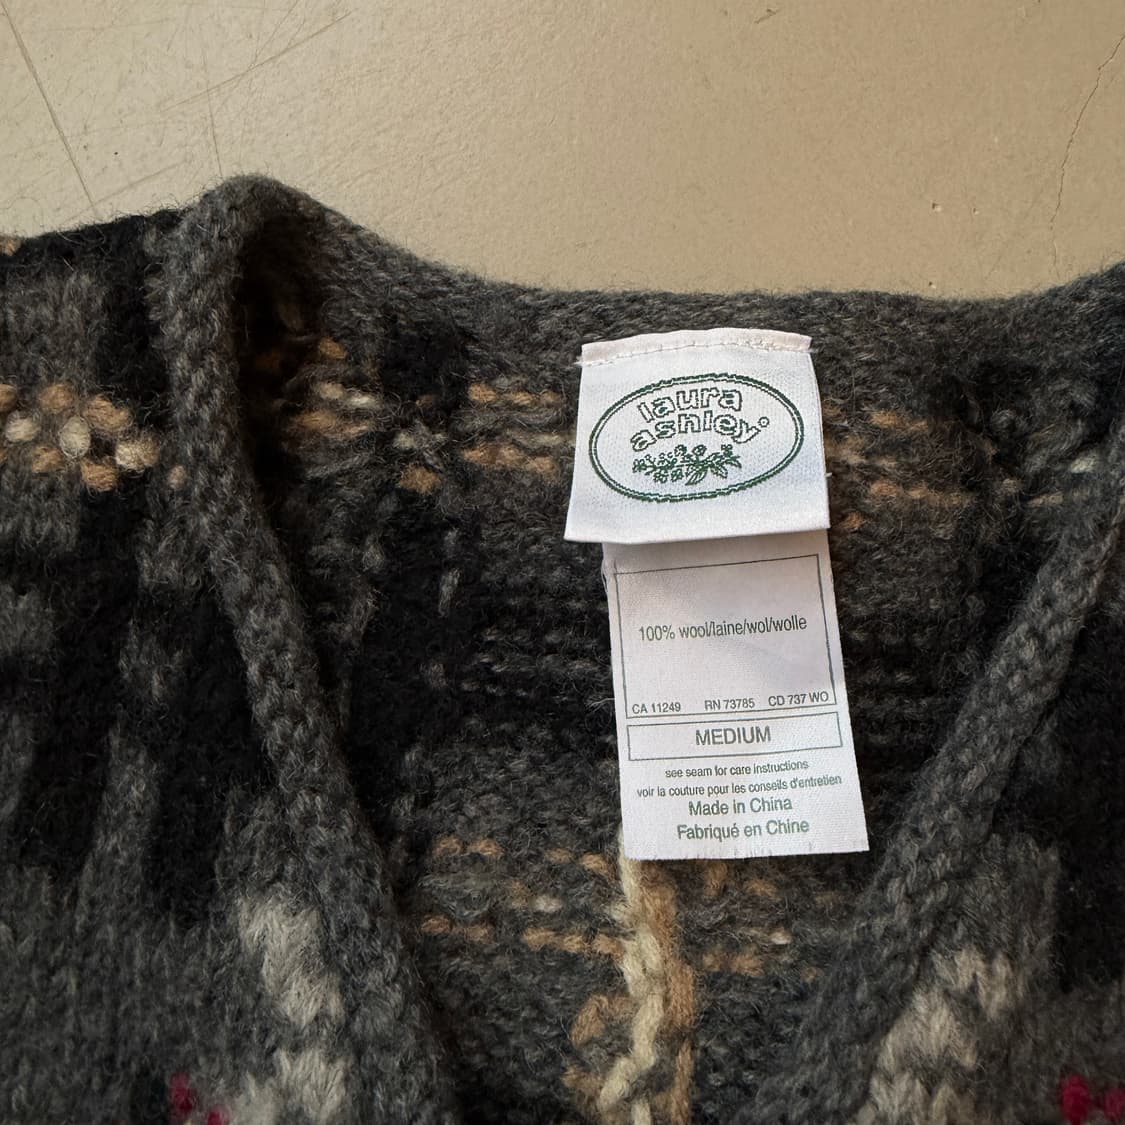 laura
ashley®
100% wool/laine/wol/wolle
CA 11249 RN 73785 CD 737 WO
MEDIUM
see seam for care instructions
voir la couture pour les conseils d'entretien
Made in China
Fabriqué en Chine